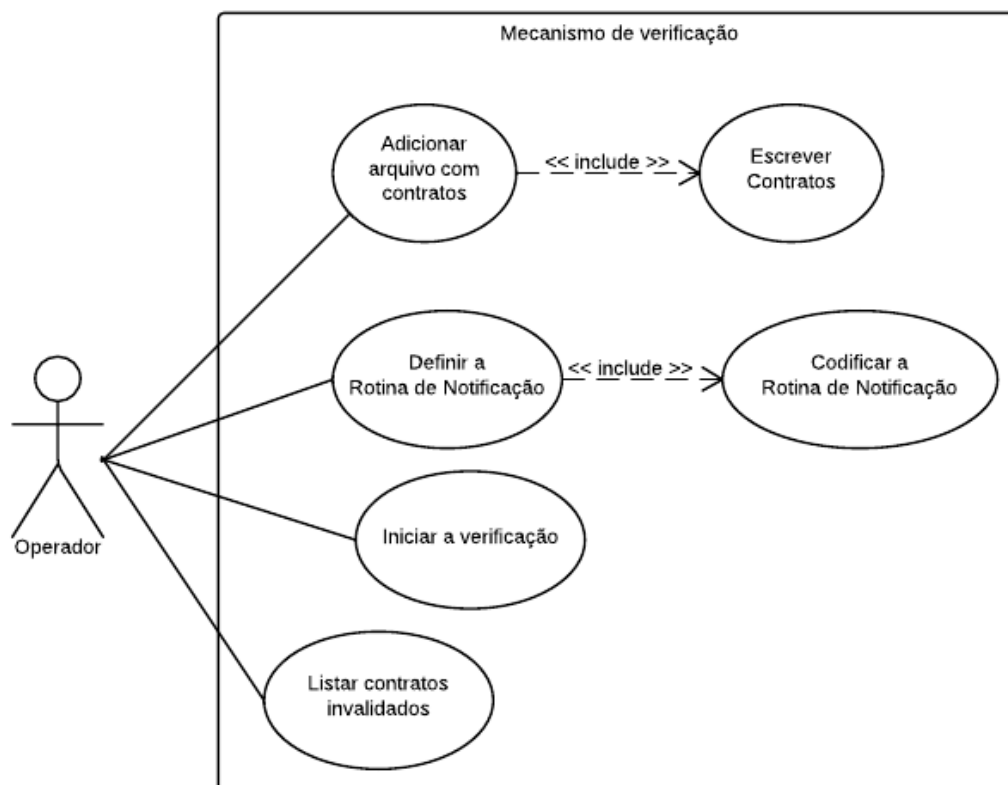 Mecanismo de verificação
Adicionar
arquivo com
contratos
<< include >>
Escrever
Contratos
Definir a
Rotina de Notificação
<< include >>
Codificar a
Rotina de Notificação
Operador
Iniciar a verificação
Listar contratos
invalidados